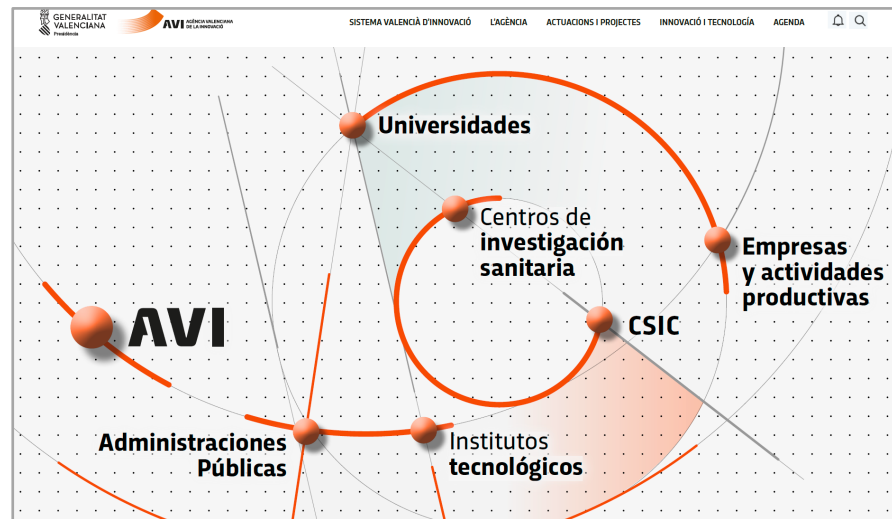 GENERALITAT
VALENCIANA
Presidència
AVI AGÈNCIA VALENCIANA
DE LA INNOVACIÓ
SISTEMA VALENCIÀ D'INNOVACIÓ L'AGÈNCIA ACTUACIONS I PROJECTES INNOVACIÓ I TECNOLOGÍA AGENDA
Universidades
Centros de
investigación
sanitaria
Empresas
y actividades
productivas
CSIC
AVI
Administraciones
Públicas
Institutos
tecnológicos